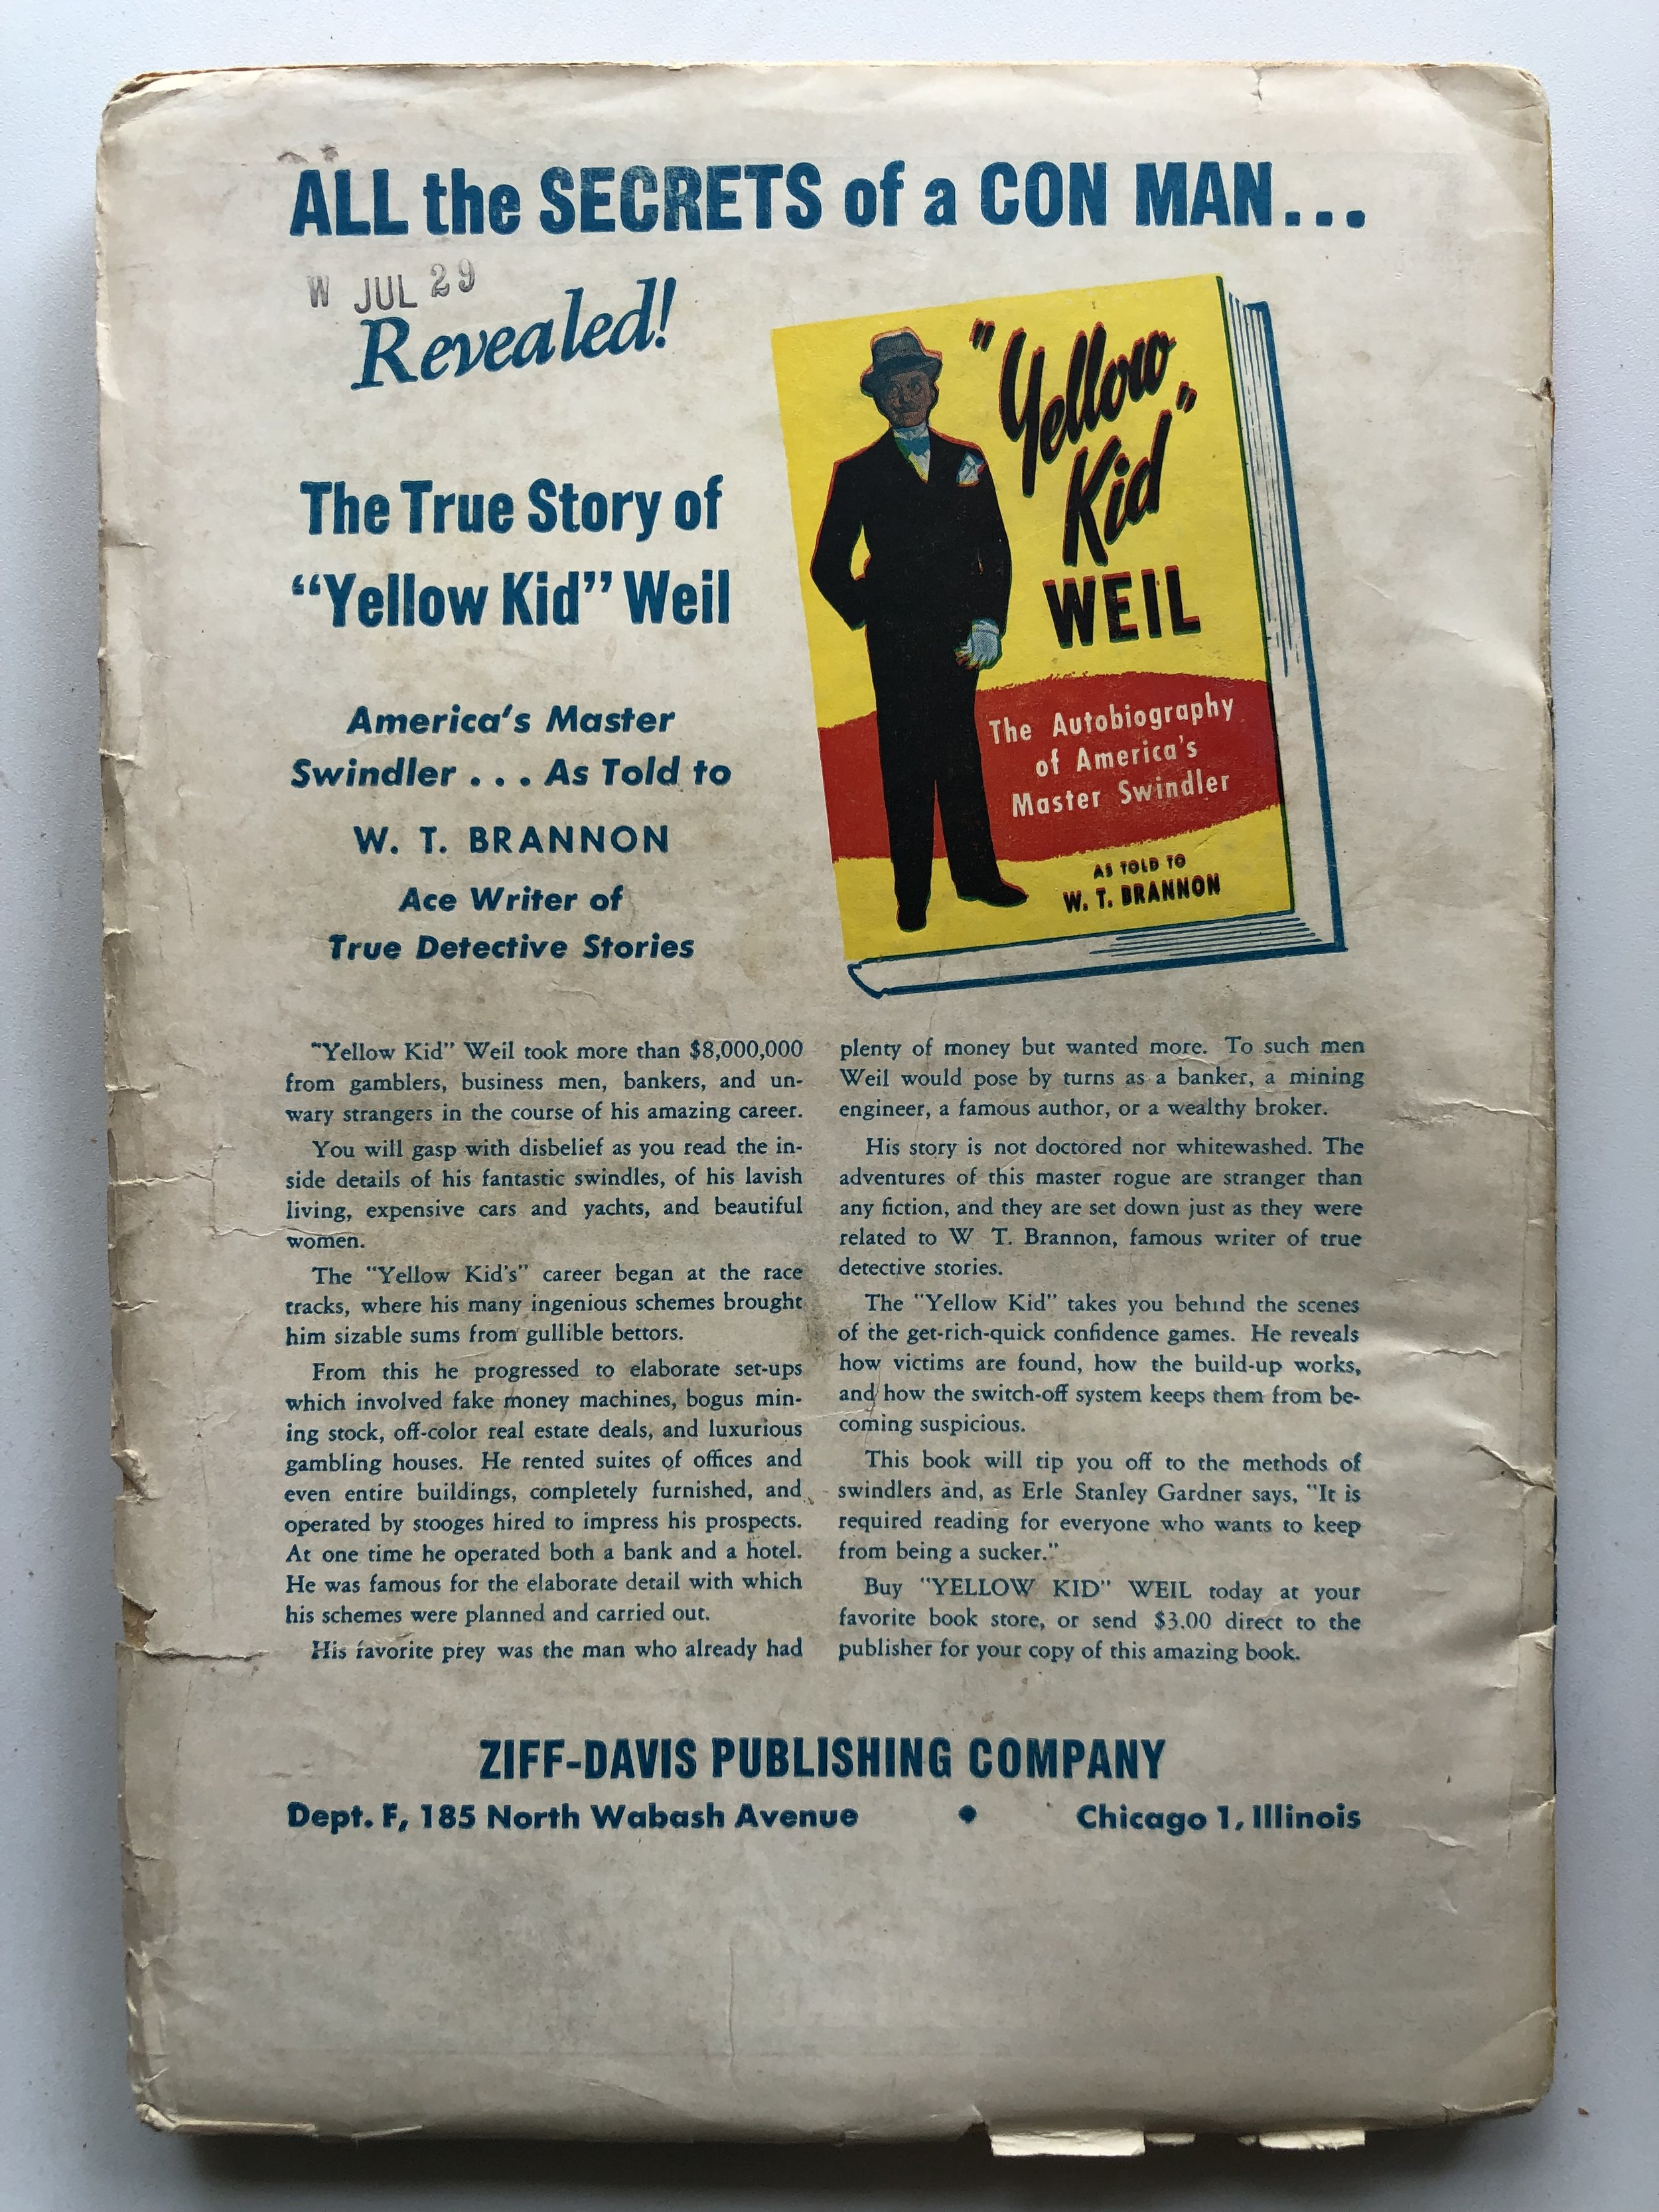 ALL the SECRETS of a CON MAN...
W JUL 29
Revealed!
The True Story of
“Yellow Kid” Weil
America's Master
Swindler . . . As Told to
W. T. BRANNON
Ace Writer of
True Detective Stories
"Yellow
Kid"
WEIL
The Autobiography
of America's
Master Swindler
AS TOLD TO
W. T. BRANNON
"Yellow Kid" Weil took more than $8,000,000
from gamblers, business men, bankers, and un-
wary strangers in the course of his amazing career.
You will gasp with disbelief as you read the in-
side details of his fantastic swindles, of his lavish
living, expensive cars and yachts, and beautiful
women.
The "Yellow Kid's" career began at the race
tracks, where his many ingenious schemes brought
him sizable sums from gullible bettors.
From this he progressed to elaborate set-ups
which involved fake money machines, bogus min-
ing stock, off-color real estate deals, and luxurious
gambling houses. He rented suites of offices and
even entire buildings, completely furnished, and
operated by stooges hired to impress his prospects.
At one time he operated both a bank and a hotel.
He was famous for the elaborate detail with which
his schemes were planned and carried out.
His favorite prey was the man who already had
plenty of money but wanted more. To such men
Weil would pose by turns as a banker, a mining
engineer, a famous author, or a wealthy broker.
His story is not doctored nor whitewashed. The
adventures of this master rogue are stranger than
any fiction, and they are set down just as they were
related to W T. Brannon, famous writer of true
detective stories.
The "Yellow Kid" takes you behind the scenes
of the get-rich-quick confidence games. He reveals
how victims are found, how the build-up works,
and how the switch-off system keeps them from be-
coming suspicious.
This book will tip you off to the methods of
swindlers and, as Erle Stanley Gardner says, "It is
required reading for everyone who wants to keep
from being a sucker."
Buy "YELLOW KID" WEIL today at your
favorite book store, or send $3.00 direct to the
publisher for your copy of this amazing book.
ZIFF-DAVIS PUBLISHING COMPANY
Dept. F, 185 North Wabash Avenue • Chicago 1, Illinois